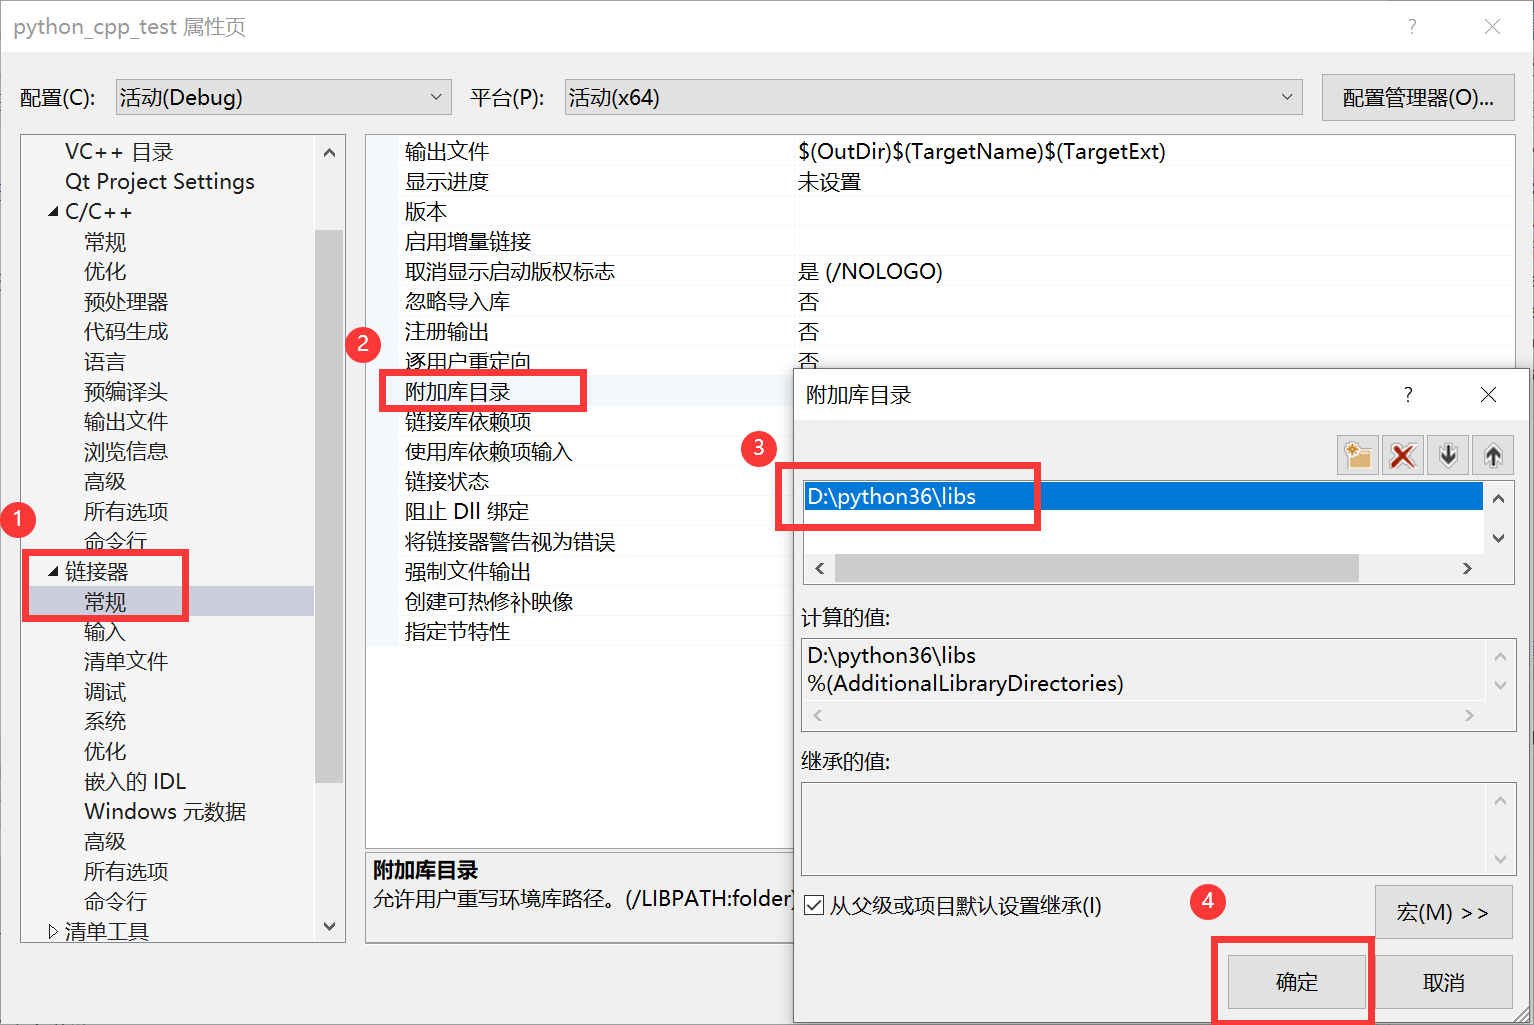 python_cpp_test 属性页
配置(C): 活动(Debug) 平台(P): 活动(x64) 配置管理器(O)...
VC++ 目录
Qt Project Settings
C/C++
常规
优化
预处理器
代码生成
语言
预编译头
输出文件
浏览信息
高级
所有选项
命令行
1
链接器
常规
输入
清单文件
调试
系统
优化
嵌入的 IDL
Windows 元数据
高级
所有选项
命令行
清单工具
输出文件 $(OutDir)$(TargetName)$(TargetExt)
显示进度 未设置
版本
启用增量链接
取消显示启动版权标志 是 (/NOLOGO)
忽略导入库 否
注册输出 否
2
逐用户重定向 否
附加库目录
链接库依赖项
使用库依赖项输入
链接状态
阻止 Dll 绑定
将链接器警告视为错误
强制文件输出
创建可热修补映像
指定节特性
附加库目录
允许用户重写环境库路径。(/LIBPATH:folder)
附加库目录
3
D:\python36\libs
计算的值:
D:\python36\libs
%(AdditionalLibraryDirectories)
继承的值:
从父级或项目默认设置继承(I)
4
宏(M) >>
确定 取消